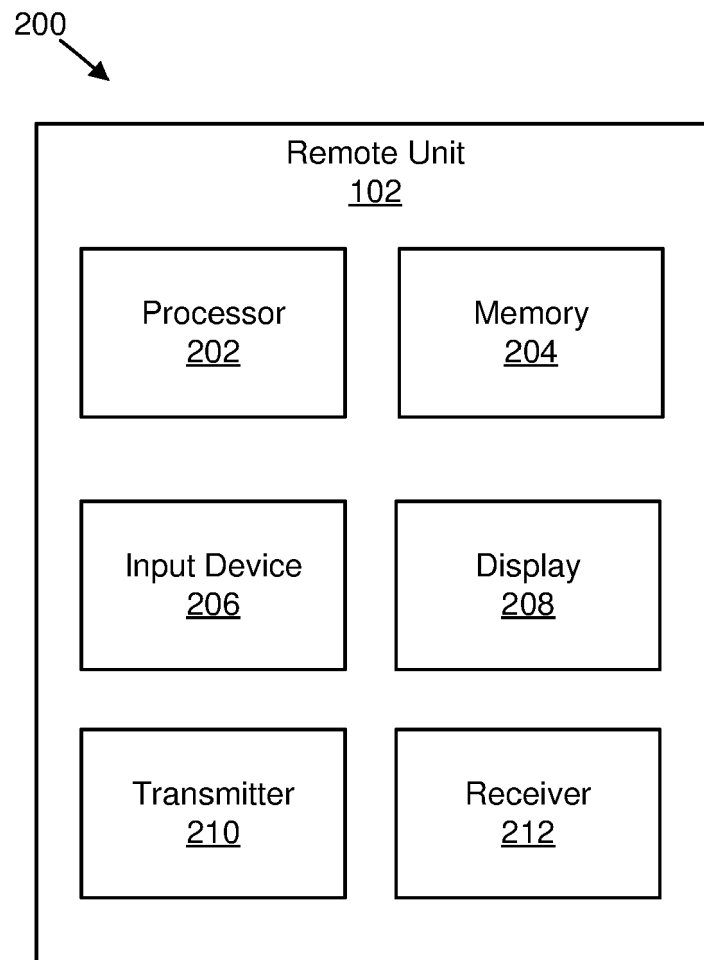 200
Remote Unit
102
Processor
202
Memory
204
Input Device
206
Display
208
Transmitter
210
Receiver
212